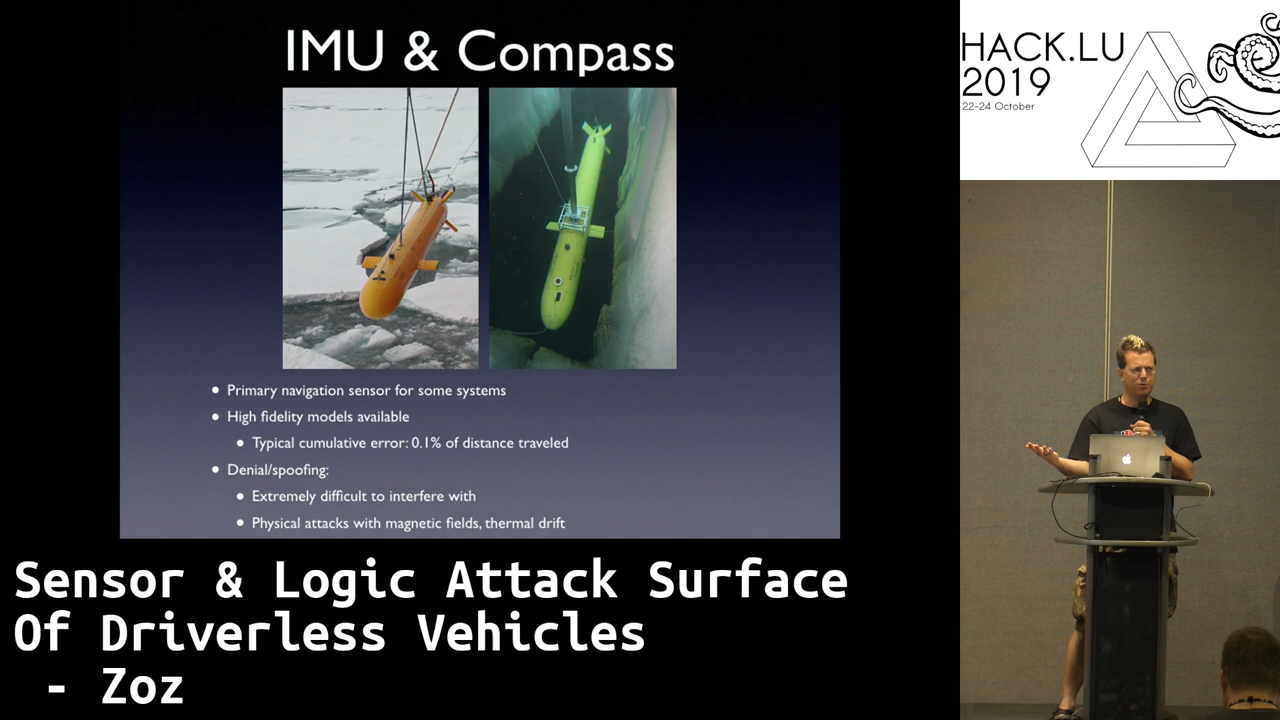 IMU & Compass
• Primary navigation sensor for some systems
• High fidelity models available
• Typical cumulative error: 0.1% of distance traveled
• Denial/spoofing:
• Extremely difficult to interfere with
• Physical attacks with magnetic fields, thermal drift
HACK.LU
2019
22-24 October
Sensor & Logic Attack Surface
Of Driverless Vehicles
- Zoz